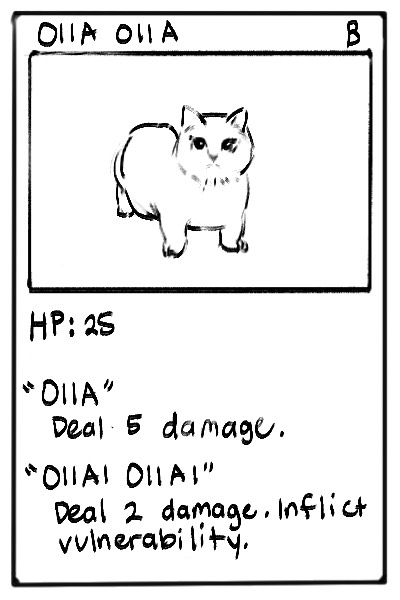 OIIA OIIA B
HP: 25
"OIIA"
Deal 5 damage.
"OIIAI OIIAI"
Deal 2 damage. Inflict
vulnerability.